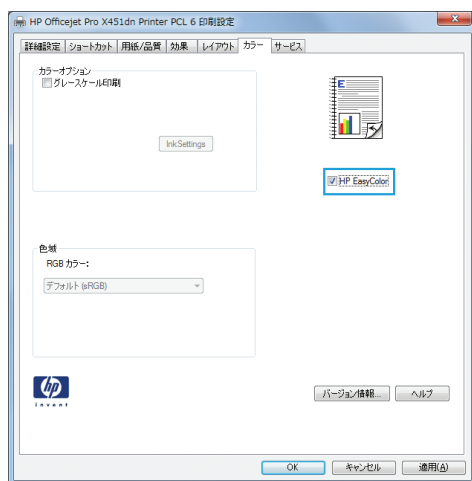 HP Officejet Pro X451dn Printer PCL 6 印刷設定
詳細設定 ショートカット 用紙/品質 効果 レイアウト カラー サービス
カラーオプション
グレースケール印刷
InkSettings
E
HP EasyColor
色域
RGB カラー:
デフォルト (sRGB)
hp
invent
バージョン情報... ヘルプ
OK キャンセル 適用(A)